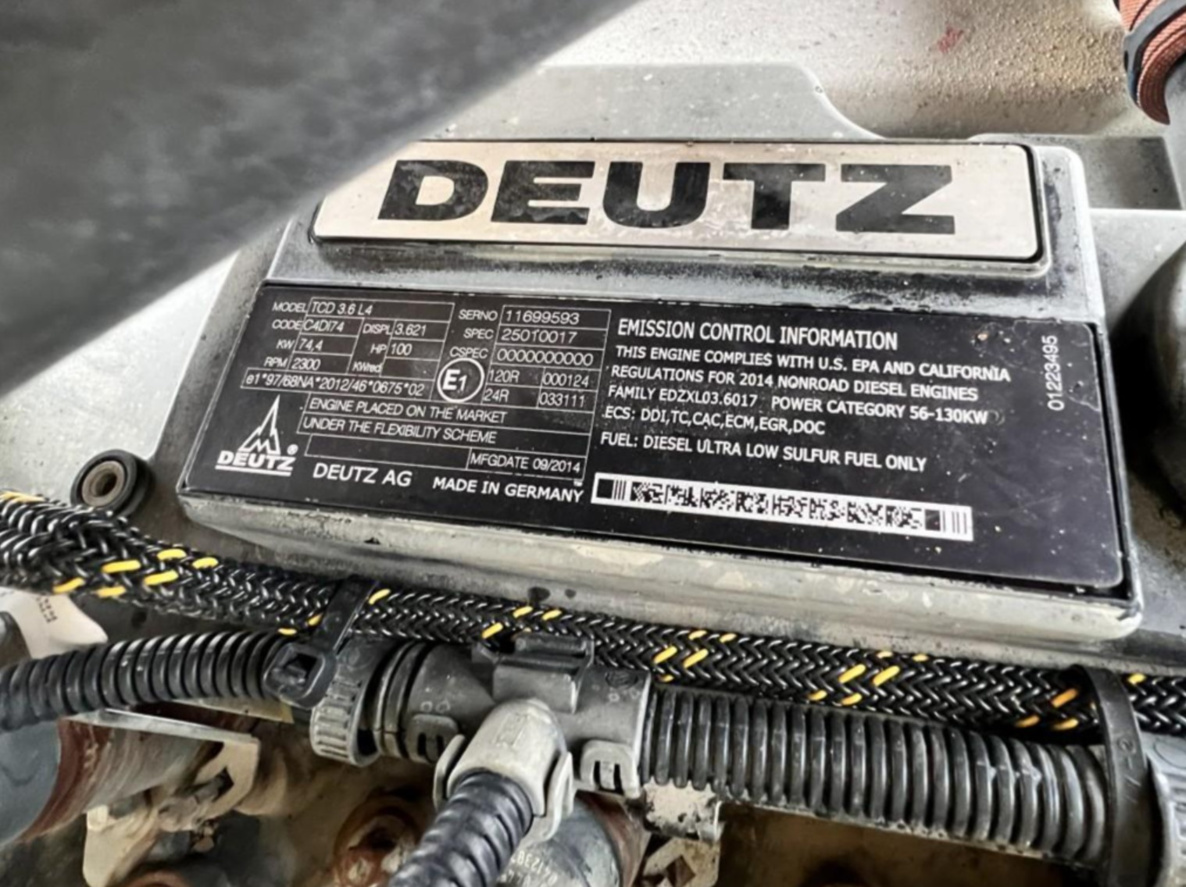 DEUTZ
MODEL TCD 3.6 L4
CODE C4DI74 DISPL 3.621
KW 74,4 HP 100
RPM 2300 KWred
e1*97/68NA*2012/46*0675*02
SERNO 11699593
SPEC 25010017
CSPEC 0000000000
E1 120R 000124
24R 033111
ENGINE PLACED ON THE MARKET
UNDER THE FLEXIBILITY SCHEME
MFGDATE 09/2014
DEUTZ®
DEUTZ AG MADE IN GERMANY
EMISSION CONTROL INFORMATION
THIS ENGINE COMPLIES WITH U.S. EPA AND CALIFORNIA
REGULATIONS FOR 2014 NONROAD DIESEL ENGINES
FAMILY EDZXL03.6017 POWER CATEGORY 56-130KW
ECS: DDI,TC,CAC,ECM,EGR,DOC
FUEL: DIESEL ULTRA LOW SULFUR FUEL ONLY
01223495